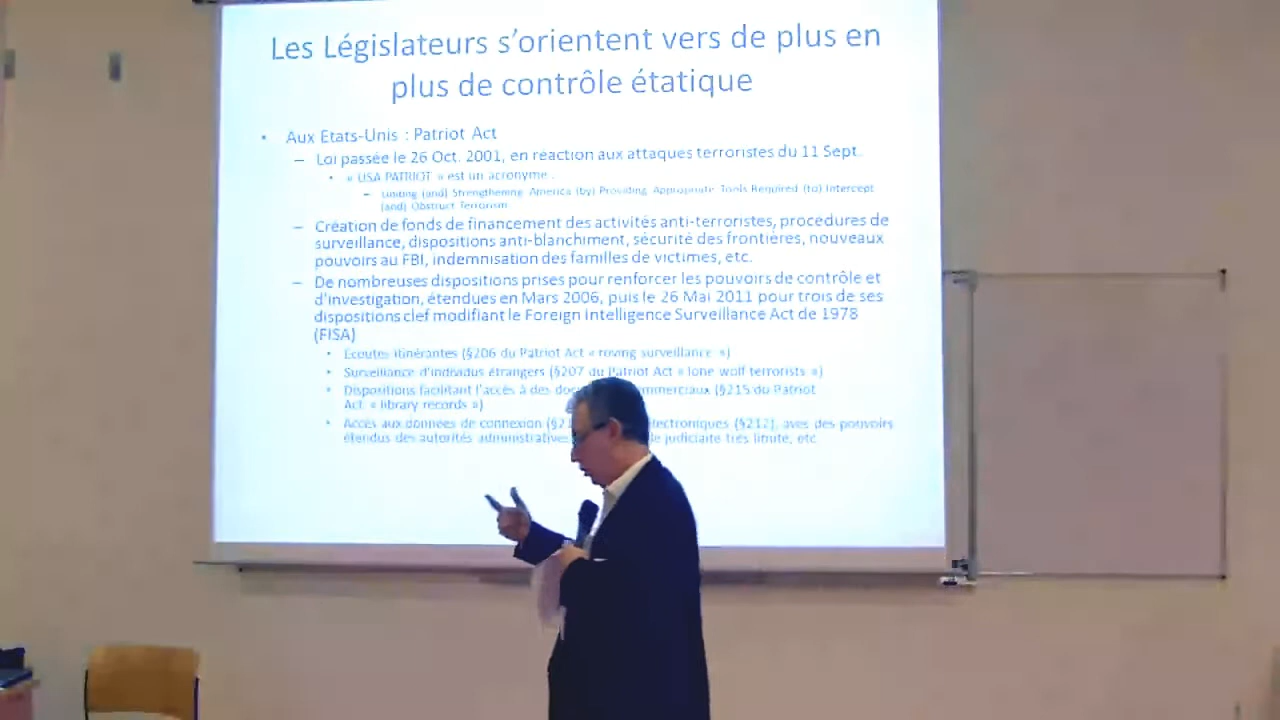 Les Législateurs s'orientent vers de plus en
plus de contrôle étatique
• Aux Etats-Unis : Patriot Act
– Loi passée le 26 Oct. 2001, en réaction aux attaques terroristes du 11 Sept.
• « USA PATRIOT » est un acronyme :
– Uniting (and) Strengthening America (by) Providing Appropriate Tools Required (to) Intercept
(and) Obstruct Terrorism
– Création de fonds de financement des activités anti-terroristes, procédures de
surveillance, dispositions anti-blanchiment, sécurité des frontières, nouveaux
pouvoirs au FBI, indemnisation des familles de victimes, etc.
– De nombreuses dispositions prises pour renforcer les pouvoirs de contrôle et
d'investigation, étendues en Mars 2006, puis le 26 Mai 2011 pour trois de ses
dispositions clef modifiant le Foreign Intelligence Surveillance Act de 1978
(FISA)
• Ecoutes itinérantes (§206 du Patriot Act « roving surveillance »)
• Surveillance d'individus étrangers (§207 du Patriot Act « lone wolf terrorists »)
• Dispositions facilitant l'accès à des (§215 du Patriot
Act « library records »)
• Accès aux données de connexion (§212), avec des pouvoirs
étendus des autorités administratives judiciaire très limité, etc